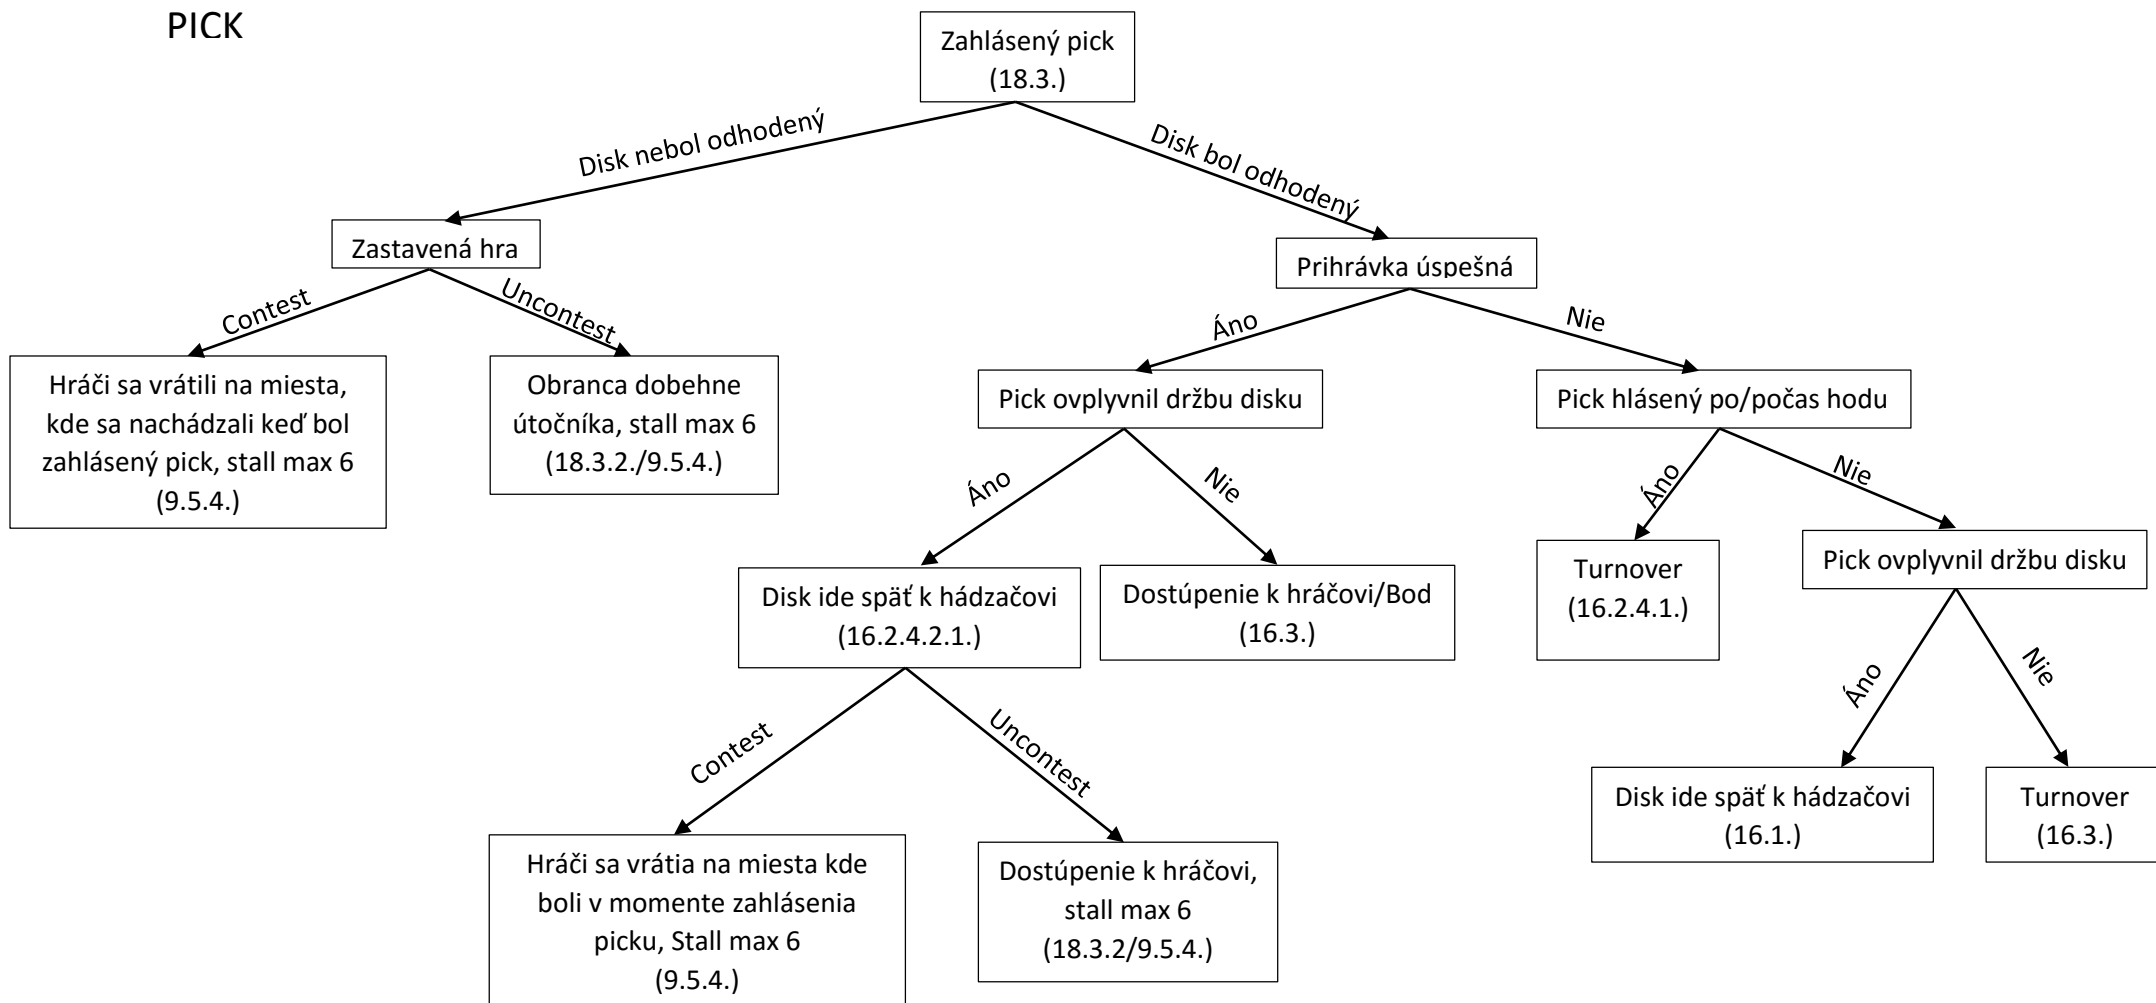 PICK
Zahlásený pick
(18.3.)
Disk nebol odhodený
Disk bol odhodený
Zastavená hra
Prihrávka úspešná
Contest
Uncontest
Áno
Nie
Hráči sa vrátili na miesta,
kde sa nachádzali keď bol
zahlásený pick, stall max 6
(9.5.4.)
Obranca dobehne
útočníka, stall max 6
(18.3.2./9.5.4.)
Pick ovplyvnil držbu disku
Pick hlásený po/počas hodu
Áno
Nie
Áno
Nie
Disk ide späť k hádzačovi
(16.2.4.2.1.)
Dostúpenie k hráčovi/Bod
(16.3.)
Turnover
(16.2.4.1.)
Pick ovplyvnil držbu disku
Contest
Uncontest
Áno
Nie
Hráči sa vrátia na miesta kde
boli v momente zahlásenia
picku, Stall max 6
(9.5.4.)
Dostúpenie k hráčovi,
stall max 6
(18.3.2/9.5.4.)
Disk ide späť k hádzačovi
(16.1.)
Turnover
(16.3.)